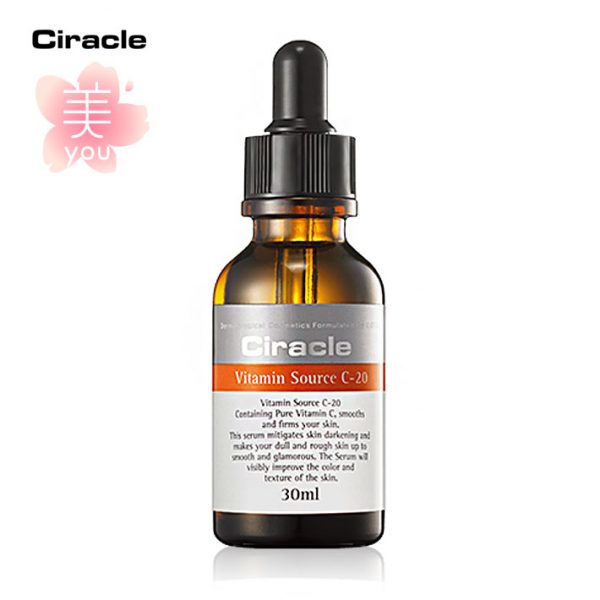 Ciracle
美
you
Ciracle
Vitamin Source C-20
Vitamin Source C-20
Containing Pure Vitamin C, smooths
and firms your skin.
This serum mitigates skin darkening and
makes your dull and rough skin up to
smooth and glamorous. The Serum will
visibly improve the color and
texture of the skin.
30ml